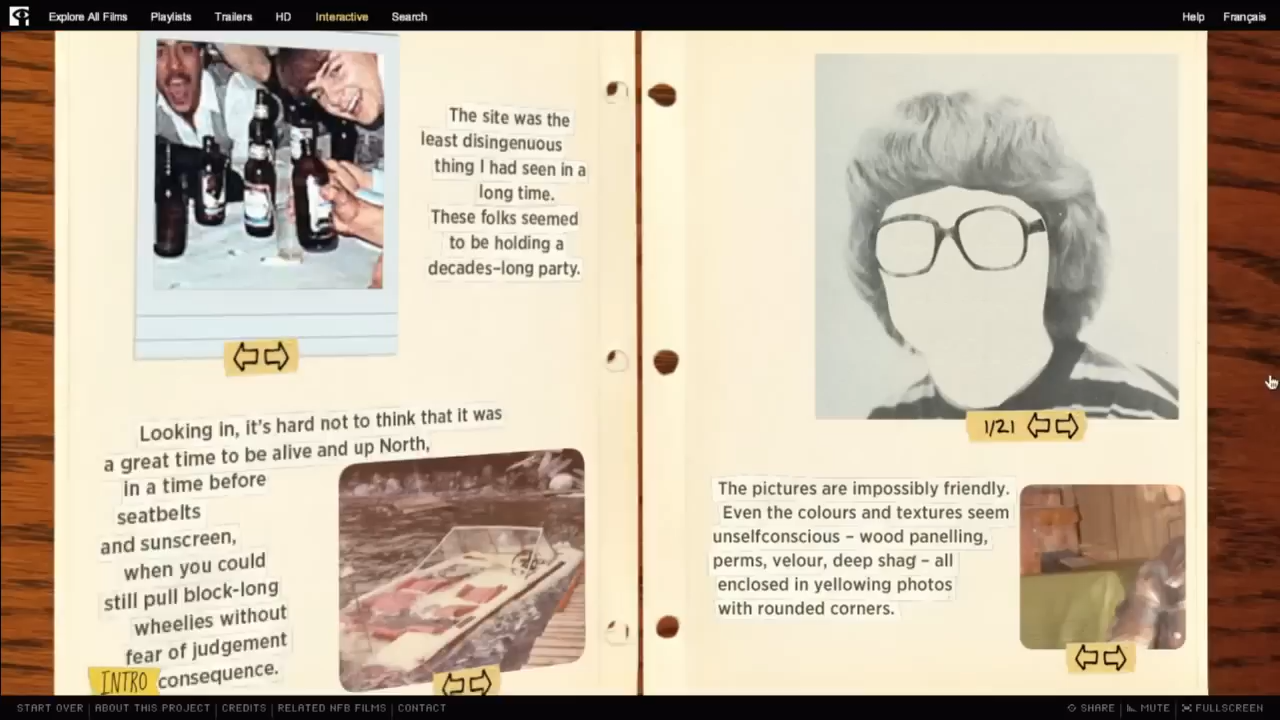 Explore All Films Playlists Trailers HD Interactive Search Help Français
The site was the
least disingenuous
thing I had seen in a
long time.
These folks seemed
to be holding a
decades-long party.
Looking in, it's hard not to think that it was
a great time to be alive and up North,
in a time before
seatbelts
and sunscreen,
when you could
still pull block-long
wheelies without
fear of judgement
consequence.
INTRO
1/21
The pictures are impossibly friendly.
Even the colours and textures seem
unselfconscious – wood panelling,
perms, velour, deep shag – all
enclosed in yellowing photos
with rounded corners.
START OVER | ABOUT THIS PROJECT | CREDITS | RELATED NFB FILMS | CONTACT SHARE | MUTE | FULLSCREEN